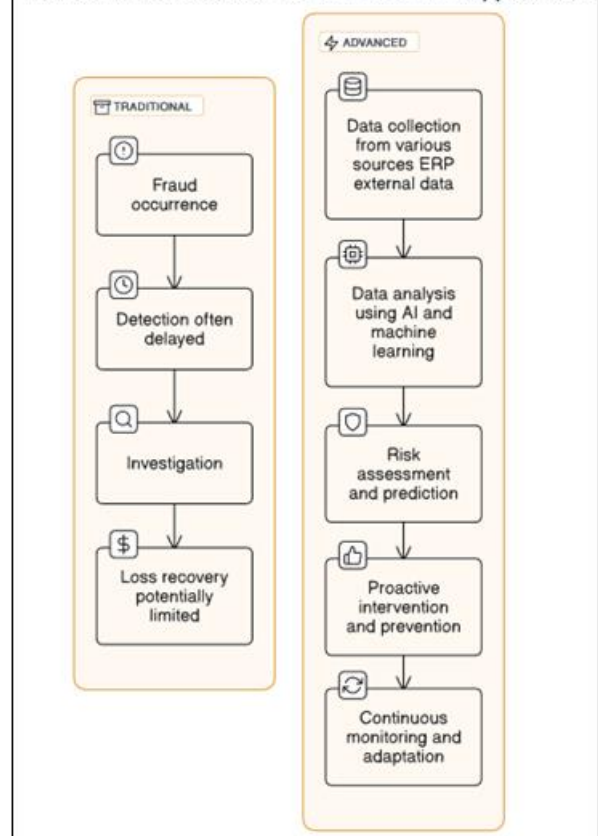 TRADITIONAL
Fraud
occurrence
Detection often
delayed
Investigation
$
Loss recovery
potentially
limited
ADVANCED
Data collection
from various
sources ERP
external data
Data analysis
using AI and
machine
learning
Risk
assessment
and prediction
Proactive
intervention
and prevention
Continuous
monitoring and
adaptation